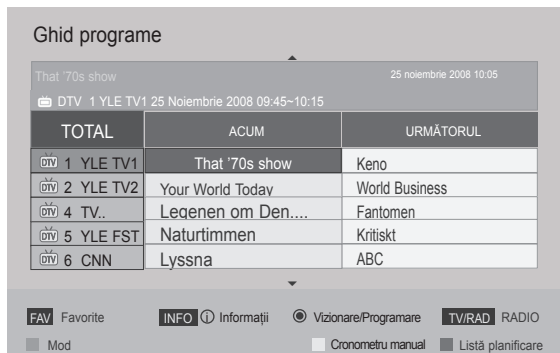 Ghid programe
That '70s show 25 noiembrie 2008 10:05
DTV 1 YLE TV1 25 Noiembrie 2008 09:45~10:15
TOTAL ACUM URMĂTORUL
DTV 1 YLE TV1 That '70s show Keno
DTV 2 YLE TV2 Your World Today World Business
DTV 4 TV.. Legenen om Den.... Fantomen
DTV 5 YLE FST Naturtimmen Kritiskt
DTV 6 CNN Lyssna ABC
FAV Favorite INFO i Informații Vizionare/Programare TV/RAD RADIO
Mod Cronometru manual Listă planificare